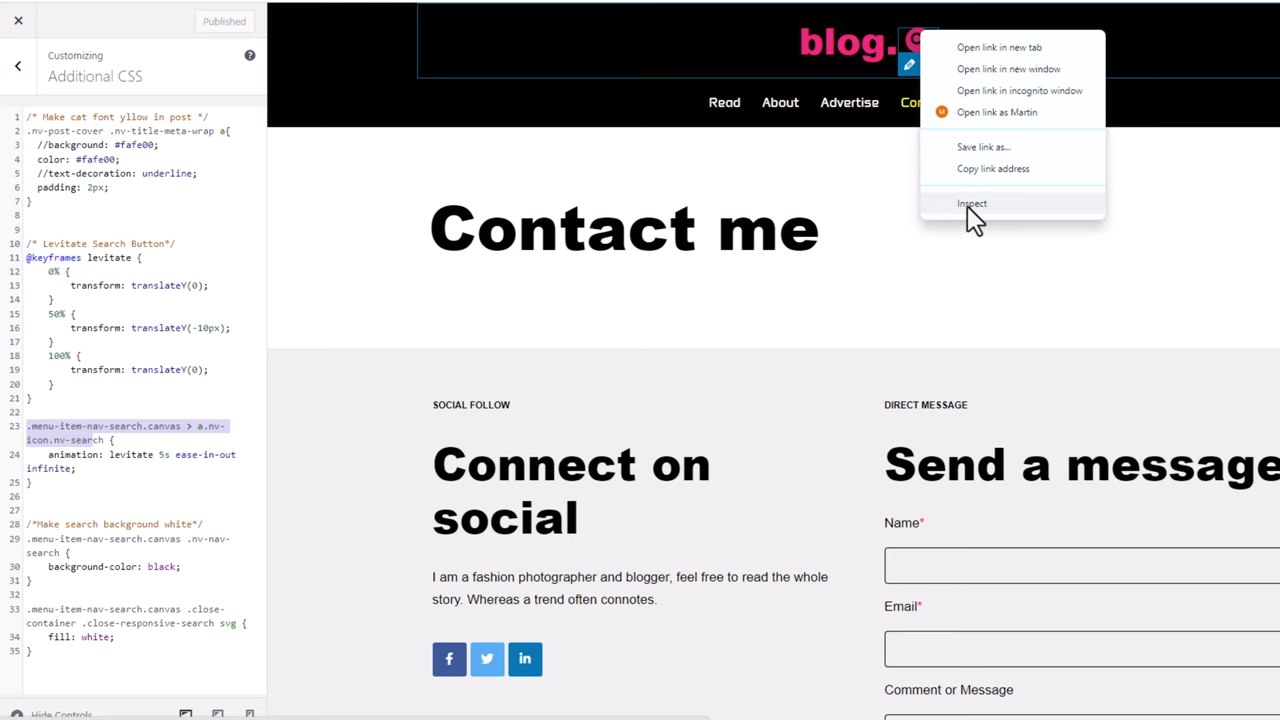 Published
Customizing
Additional CSS
1 /* Make cat font yllow in post */
2 .nv-post-cover .nv-title-meta-wrap a{
3 //background: #fafe00;
4 color: #fafe00;
5 //text-decoration: underline;
6 padding: 2px;
7 }
8
9
10 /* Levitate Search Button*/
11 @keyframes levitate {
12 0% {
13 transform: translateY(0);
14 }
15 50% {
16 transform: translateY(-10px);
17 }
18 100% {
19 transform: translateY(0);
20 }
21 }
22
23 .menu-item-nav-search.canvas > a.nv-
icon.nv-search {
24 animation: levitate 5s ease-in-out
infinite;
25 }
26
27
28 /*Make search background white*/
29 .menu-item-nav-search.canvas .nv-nav-
search {
30 background-color: black;
31 }
32
33 .menu-item-nav-search.canvas .close-
container .close-responsive-search svg {
34 fill: white;
35 }
Hide Controls
blog.
Read About Advertise Con
Open link in new tab
Open link in new window
Open link in incognito window
M Open link as Martin
Save link as...
Copy link address
Inspect
Contact me
SOCIAL FOLLOW
Connect on
social
I am a fashion photographer and blogger, feel free to read the whole
story. Whereas a trend often connotes.
f in
DIRECT MESSAGE
Send a message
Name*
Email*
Comment or Message